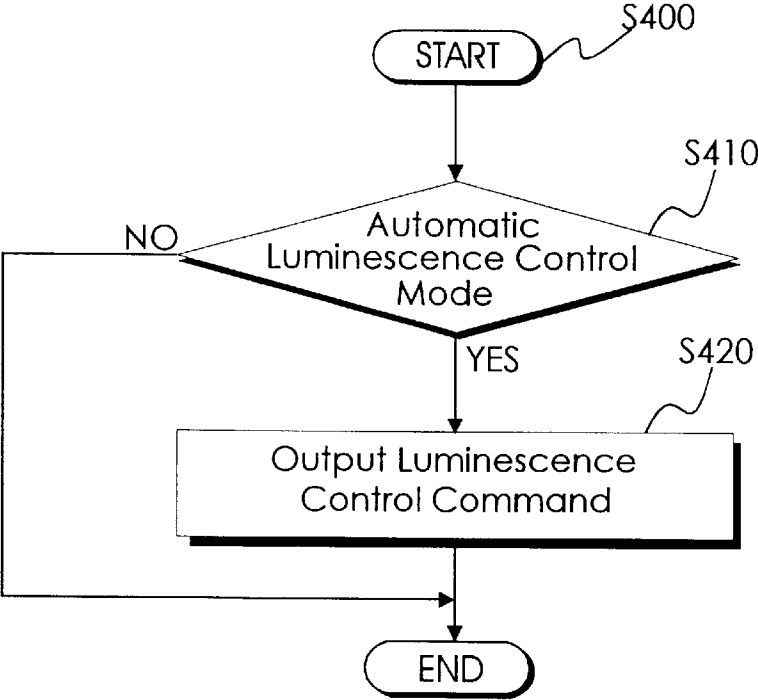 S400
START
S410
NO
Automatic
Luminescence Control
Mode
YES
S420
Output Luminescence
Control Command
END